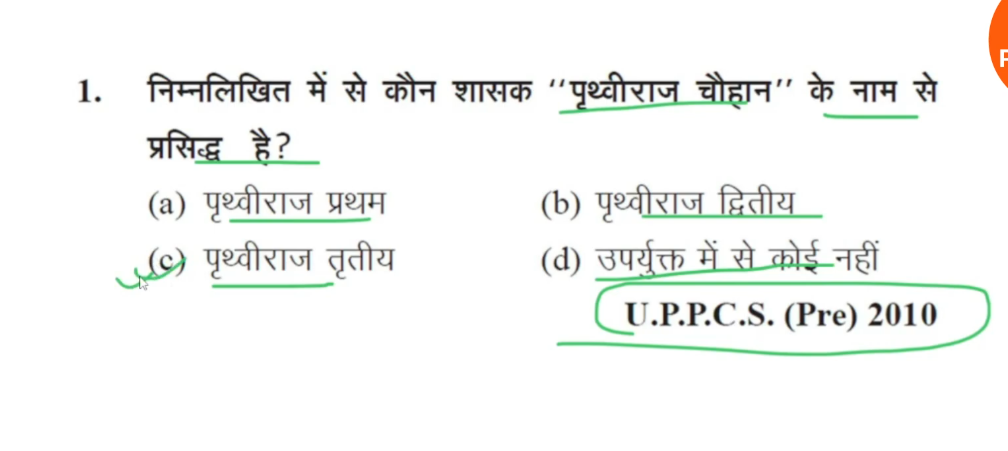 1. निम्नलिखित में से कौन शासक ‘‘पृथ्वीराज चौहान’’ के नाम से
प्रसिद्ध है?
(a) पृथ्वीराज प्रथम (b) पृथ्वीराज द्वितीय
(c) पृथ्वीराज तृतीय (d) उपर्युक्त में से कोई नहीं
U.P.P.C.S. (Pre) 2010